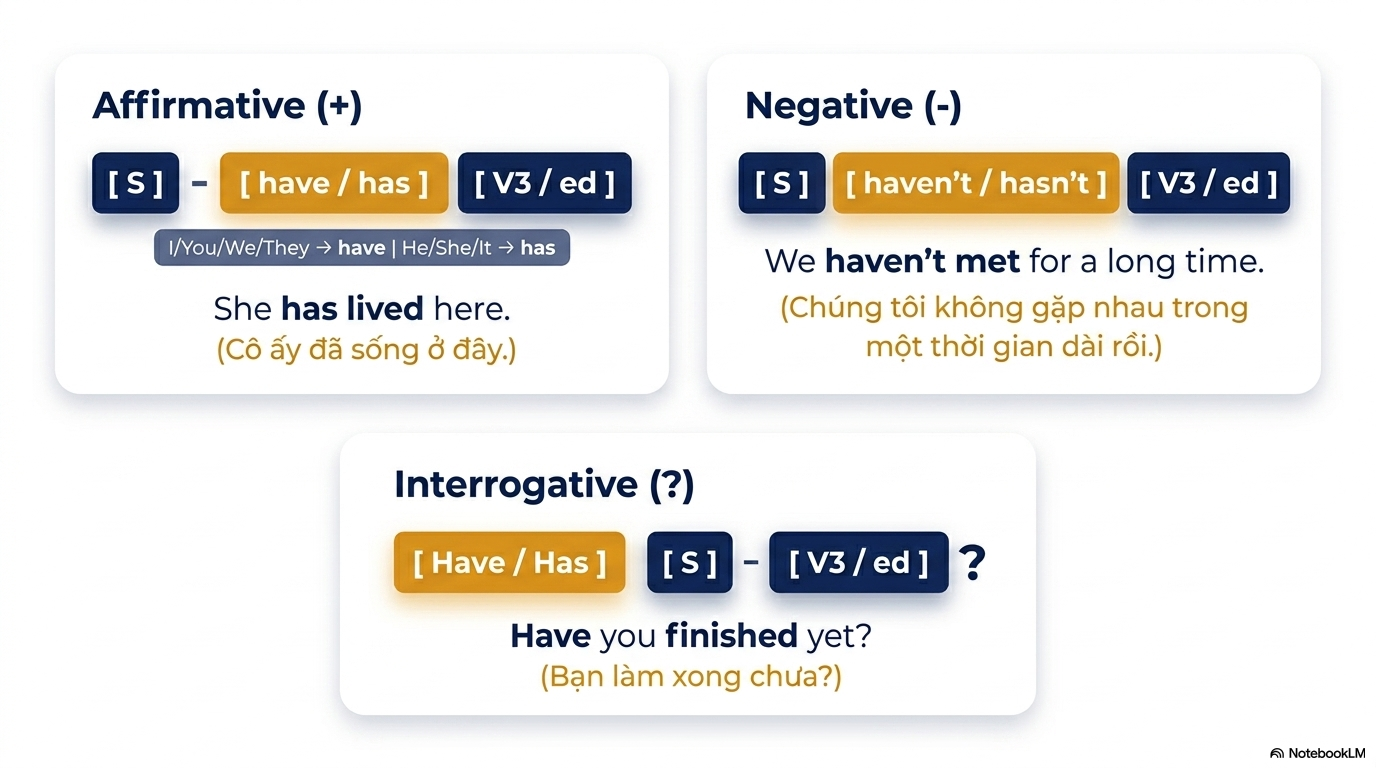 Affirmative (+)
[ S ] - [ have / has ] [ V3 / ed ]
I/You/We/They → have | He/She/It → has
She has lived here.
(Cô ấy đã sống ở đây.)
Negative (-)
[ S ] [ haven’t / hasn’t ] [ V3 / ed ]
We haven’t met for a long time.
(Chúng tôi không gặp nhau trong
một thời gian dài rồi.)
Interrogative (?)
[ Have / Has ] [ S ] - [ V3 / ed ] ?
Have you finished yet?
(Bạn làm xong chưa?)
NotebookLM